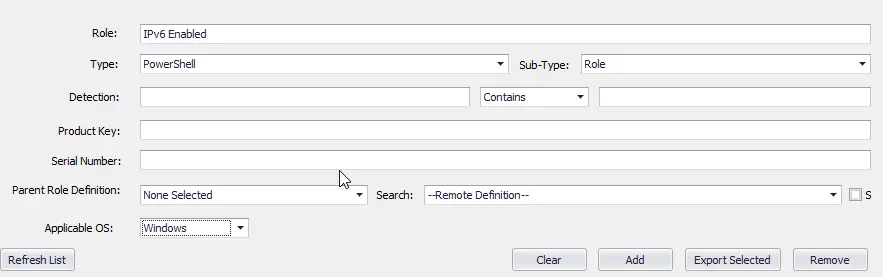 Role: IPv6 Enabled
Type: PowerShell Sub-Type: Role
Detection: Contains
Product Key:
Serial Number:
Parent Role Definition: None Selected Search: --Remote Definition-- S
Applicable OS: Windows
Refresh List Clear Add Export Selected Remove